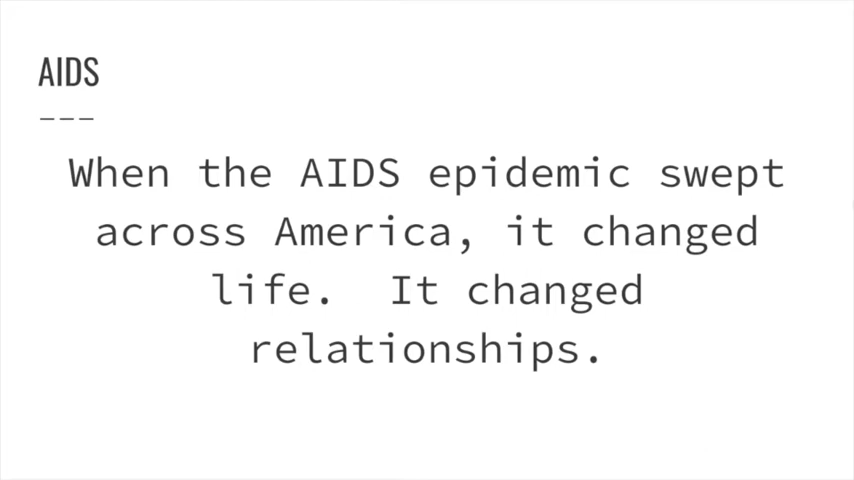 AIDS
---
When the AIDS epidemic swept
across America, it changed
life.  It changed
relationships.